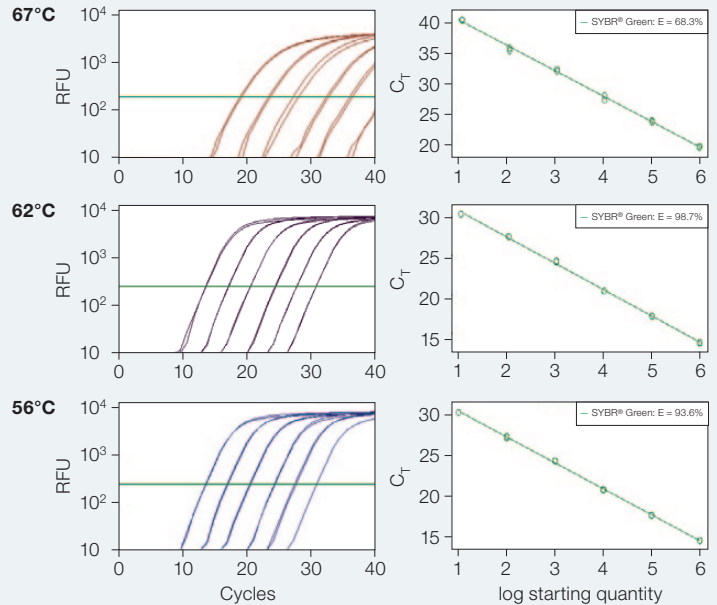 67°C
RFU
10⁴
10³
10²
10
0 10 20 30 40
C_T
40
35
30
25
20
1 2 3 4 5 6
SYBR® Green: E = 68.3%
62°C
RFU
10⁴
10³
10²
10
0 10 20 30 40
C_T
30
25
20
15
1 2 3 4 5 6
SYBR® Green: E = 98.7%
56°C
RFU
10⁴
10³
10²
10
0 10 20 30 40
Cycles
C_T
30
25
20
15
1 2 3 4 5 6
log starting quantity
SYBR® Green: E = 93.6%